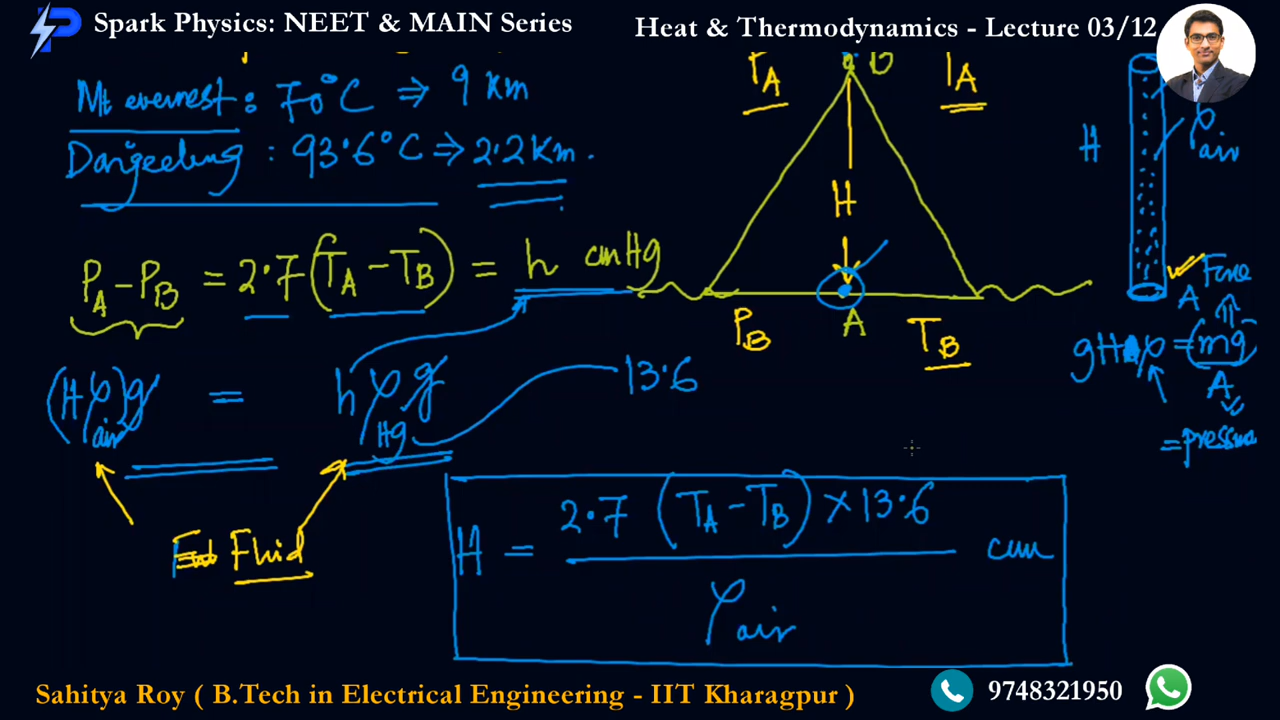 Spark Physics: NEET & MAIN Series
Heat & Thermodynamics - Lecture 03/12
Mt evernest : 70°C ⇒ 9 km
Darjeeling : 93.6°C ⇒ 2.2 Km.
P_A - P_B = 2.7 (T_A - T_B) = h cmHg
(Hρ_air)g = hρ_Hg g
13.6
Fluid
H = 2.7 (T_A - T_B) × 13.6 / ρ_air cm
P_A
T_A
B
H
A
P_B
T_B
H
ρ_air
Force
A
gHρ = (mg)
A
= pressure
Sahitya Roy ( B.Tech in Electrical Engineering - IIT Kharagpur )
9748321950